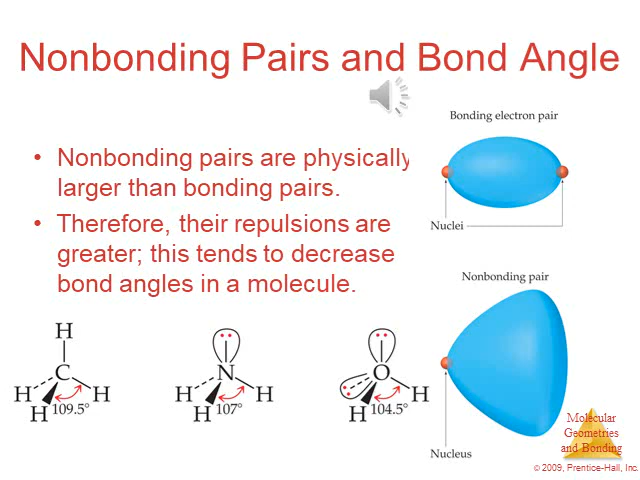 Nonbonding Pairs and Bond Angle
• Nonbonding pairs are physically
larger than bonding pairs.
• Therefore, their repulsions are
greater; this tends to decrease
bond angles in a molecule.
Bonding electron pair
Nuclei
Nonbonding pair
Nucleus
H
C
H
H
H
109.5°
N
H
H
H
107°
O
H
H
104.5°
Molecular
Geometries
and Bonding
© 2009, Prentice-Hall, Inc.